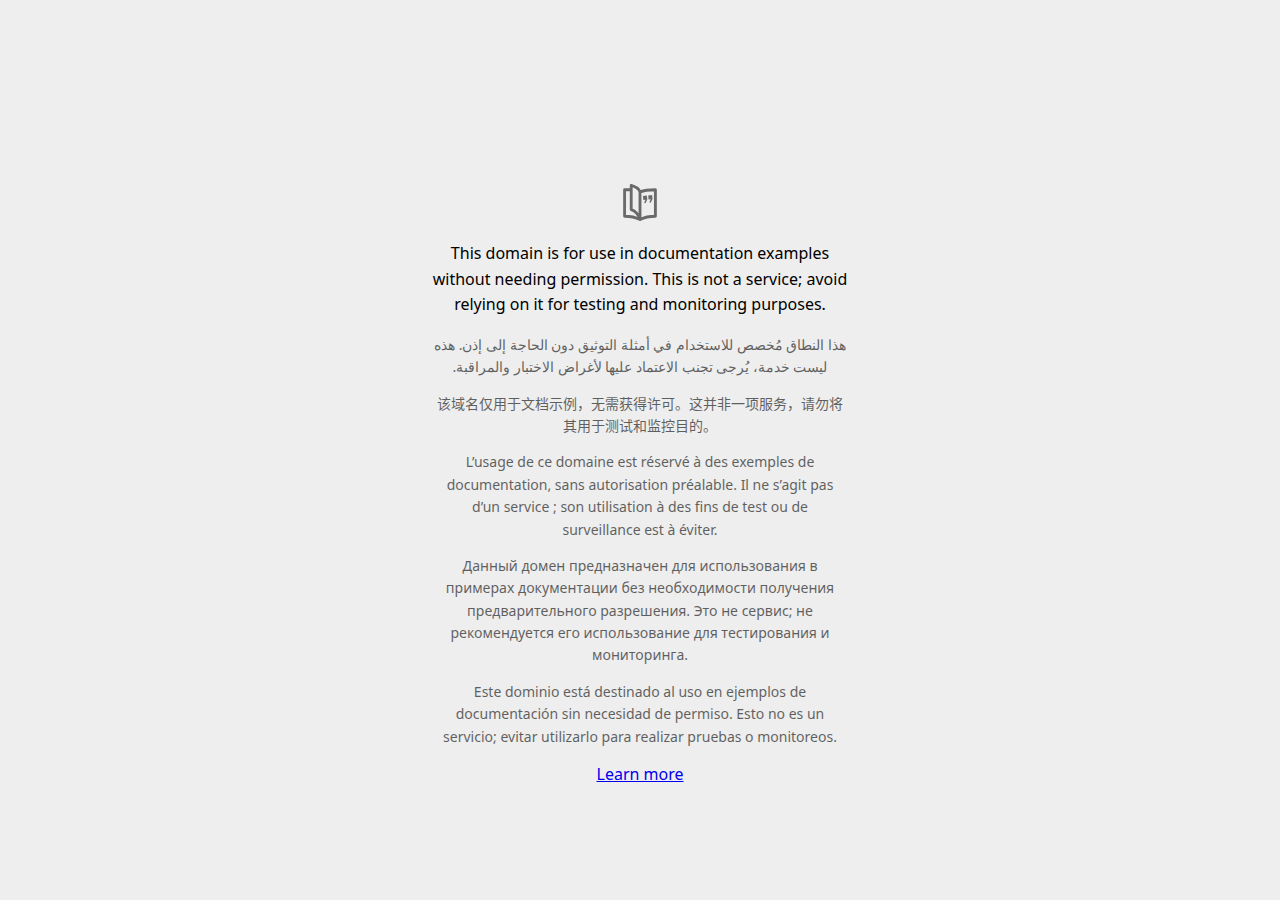 This domain is for use in documentation examples
without needing permission. This is not a service; avoid
relying on it for testing and monitoring purposes.
هذا النطاق مُخصص للاستخدام في أمثلة التوثيق دون الحاجة إلى إذن. هذه
ليست خدمة، يُرجى تجنب الاعتماد عليها لأغراض الاختبار والمراقبة.
该域名仅用于文档示例，无需获得许可。这并非一项服务，请勿将
其用于测试和监控目的。
L’usage de ce domaine est réservé à des exemples de
documentation, sans autorisation préalable. Il ne s’agit pas
d’un service ; son utilisation à des fins de test ou de
surveillance est à éviter.
Данный домен предназначен для использования в
примерах документации без необходимости получения
предварительного разрешения. Это не сервис; не
рекомендуется его использование для тестирования и
мониторинга.
Este dominio está destinado al uso en ejemplos de
documentación sin necesidad de permiso. Esto no es un
servicio; evitar utilizarlo para realizar pruebas o monitoreos.
Learn more